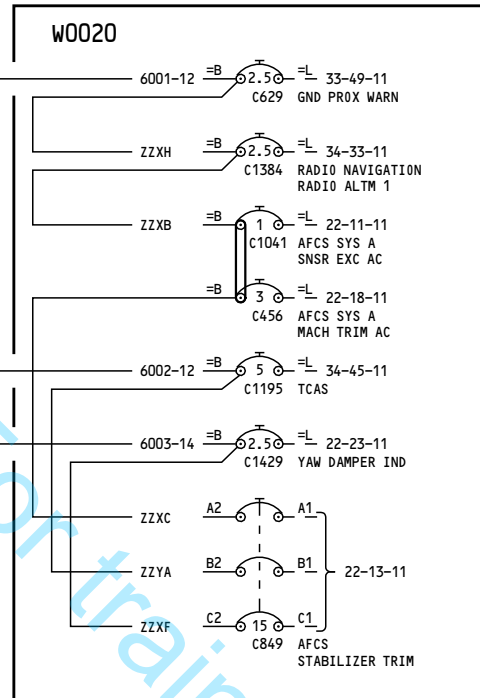 W0020
6001-12 =B 2.5 =L 33-49-11
C629 GND PROX WARN
ZZXH =B 2.5 =L 34-33-11
C1384 RADIO NAVIGATION
RADIO ALTM 1
ZZXB =B 1 =L 22-11-11
C1041 AFCS SYS A
SNSR EXC AC
=B 3 =L 22-18-11
C456 AFCS SYS A
MACH TRIM AC
6002-12 =B 5 =L 34-45-11
C1195 TCAS
6003-14 =B 2.5 =L 22-23-11
C1429 YAW DAMPER IND
ZZXC A2 A1
ZZYA B2 B1 22-13-11
ZZXF C2 15 C1
C849 AFCS
STABILIZER TRIM
or train